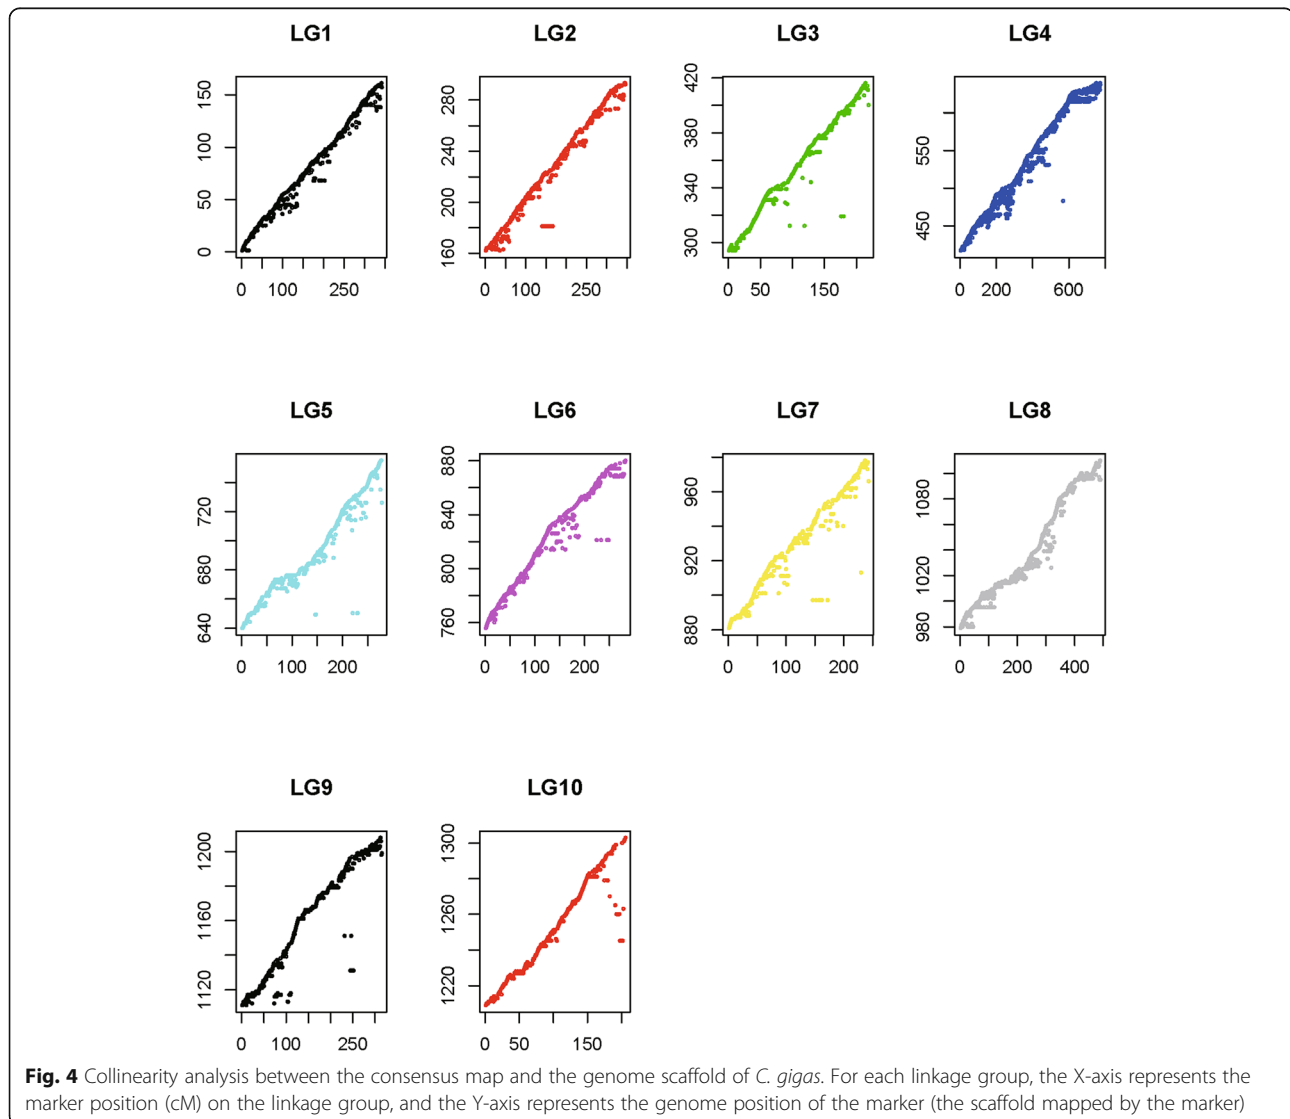 LG1 LG2 LG3 LG4
0 50 100 150
0 100 250
160 200 240 280
0 100 250
300 340 380 420
0 50 150
450 550
0 200 600
LG5 LG6 LG7 LG8
640 680 720
0 100 200
760 800 840 880
0 100 200
880 920 960
0 100 200
980 1020 1080
0 200 400
LG9 LG10
1120 1160 1200
0 100 250
1220 1260 1300
0 50 150
Fig. 4 Collinearity analysis between the consensus map and the genome scaffold of C. gigas. For each linkage group, the X-axis represents the
marker position (cM) on the linkage group, and the Y-axis represents the genome position of the marker (the scaffold mapped by the marker)